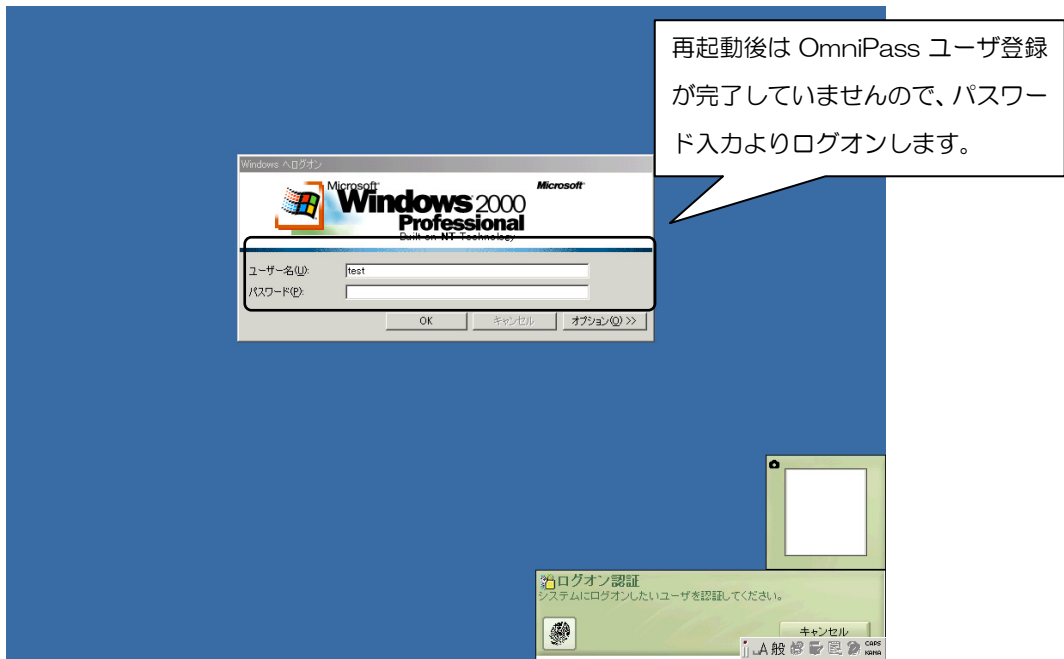 再起動後は OmniPass ユーザ登録
が完了していませんので、パスワー
ド入力よりログオンします。
Windows へログオン
Microsoft
Microsoft
Windows 2000
Professional
Built on NT Technology
ユーザー名(U):
test
パスワード(P):
OK
キャンセル
オプション(O) >>
ログオン認証
システムにログオンしたいユーザを認証してください。
キャンセル
A 般
CAPS
KANA